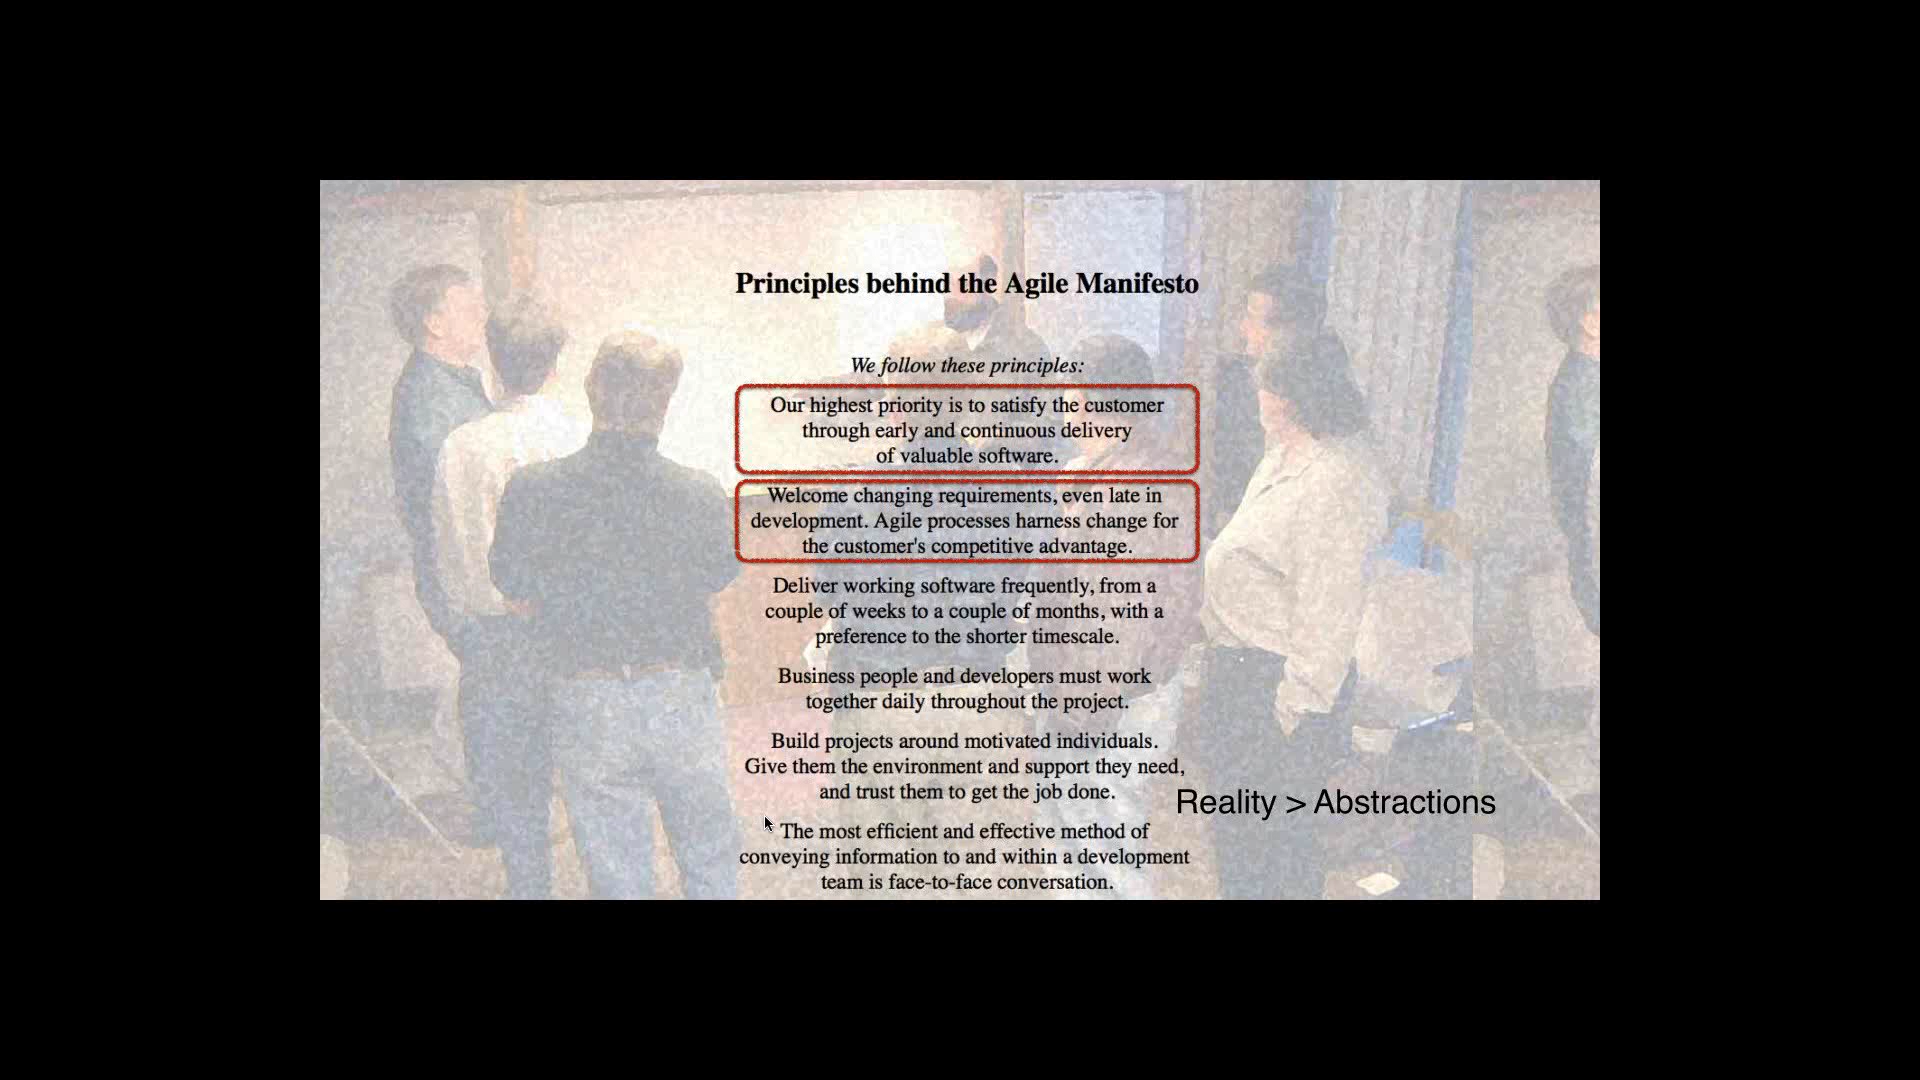 Principles behind the Agile Manifesto
We follow these principles:
Our highest priority is to satisfy the customer
through early and continuous delivery
of valuable software.
Welcome changing requirements, even late in
development. Agile processes harness change for
the customer's competitive advantage.
Deliver working software frequently, from a
couple of weeks to a couple of months, with a
preference to the shorter timescale.
Business people and developers must work
together daily throughout the project.
Build projects around motivated individuals.
Give them the environment and support they need,
and trust them to get the job done.
Reality > Abstractions
The most efficient and effective method of
conveying information to and within a development
team is face-to-face conversation.